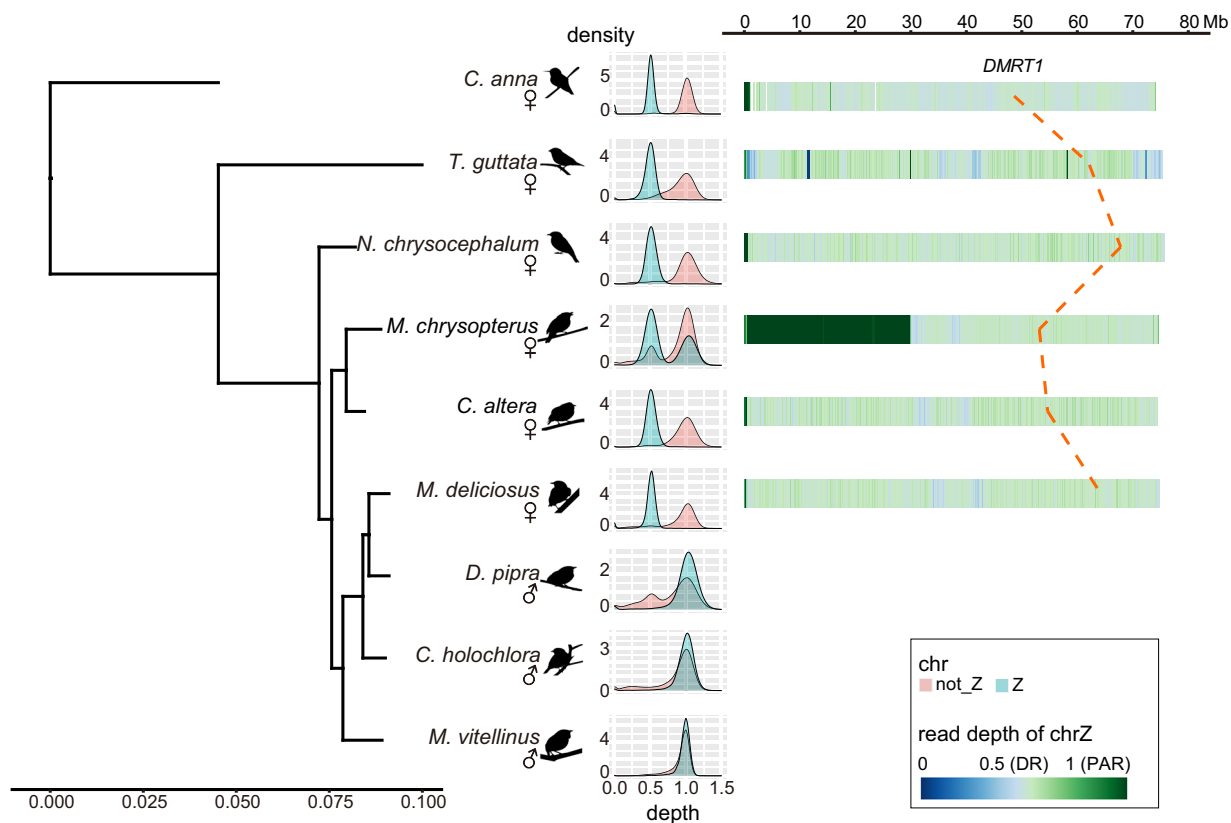 0 10 20 30 40 50 60 70 80 Mb
density
DMRT1
C. anna
♀
5
0
T. guttata
♀
4
0
N. chrysocephalum
♀
4
0
M. chrysopterus
♀
2
0
C. altera
♀
4
0
M. deliciosus
♀
4
0
D. pipra
♂
2
0
C. holochlora
♂
3
0
M. vitellinus
♂
4
0
0.0 0.5 1.0 1.5
depth
0.000 0.025 0.050 0.075 0.100
chr
not_Z Z
read depth of chrZ
0 0.5 (DR) 1 (PAR)